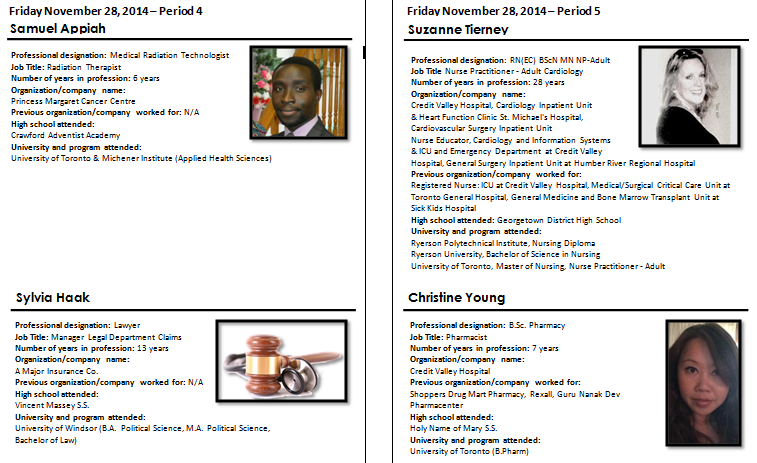 Friday November 28, 2014 – Period 4
Samuel Appiah
Professional designation: Medical Radiation Technologist
Job Title: Radiation Therapist
Number of years in profession: 6 years
Organization/company name:
Princess Margaret Cancer Centre
Previous organization/company worked for: N/A
High school attended:
Crawford Adventist Academy
University and program attended:
University of Toronto & Michener Institute (Applied Health Sciences)
Sylvia Haak
Professional designation: Lawyer
Job Title: Manager Legal Department Claims
Number of years in profession: 13 years
Organization/company name:
A Major Insurance Co.
Previous organization/company worked for: N/A
High school attended:
Vincent Massey S.S.
University and program attended:
University of Windsor (B.A. Political Science, M.A. Political Science,
Bachelor of Law)
Friday November 28, 2014 – Period 5
Suzanne Tierney
Professional designation: RN(EC) BScN MN NP-Adult
Job Title Nurse Practitioner - Adult Cardiology
Number of years in profession: 28 years
Organization/company name:
Credit Valley Hospital, Cardiology Inpatient Unit
& Heart Function Clinic St. Michael's Hospital,
Cardiovascular Surgery Inpatient Unit
Nurse Educator, Cardiology and Information Systems
& ICU and Emergency Department at Credit Valley
Hospital, General Surgery Inpatient Unit at Humber River Regional Hospital
Previous organization/company worked for:
Registered Nurse: ICU at Credit Valley Hospital, Medical/Surgical Critical Care Unit at
Toronto General Hospital, General Medicine and Bone Marrow Transplant Unit at
Sick Kids Hospital
High school attended: Georgetown District High School
University and program attended:
Ryerson Polytechnical Institute, Nursing Diploma
Ryerson University, Bachelor of Science in Nursing
University of Toronto, Master of Nursing, Nurse Practitioner - Adult
Christine Young
Professional designation: B.Sc. Pharmacy
Job Title: Pharmacist
Number of years in profession: 7 years
Organization/company name:
Credit Valley Hospital
Previous organization/company worked for:
Shoppers Drug Mart Pharmacy, Rexall, Guru Nanak Dev
Pharmacenter
High school attended:
Holy Name of Mary S.S.
University and program attended:
University of Toronto (B.Pharm)